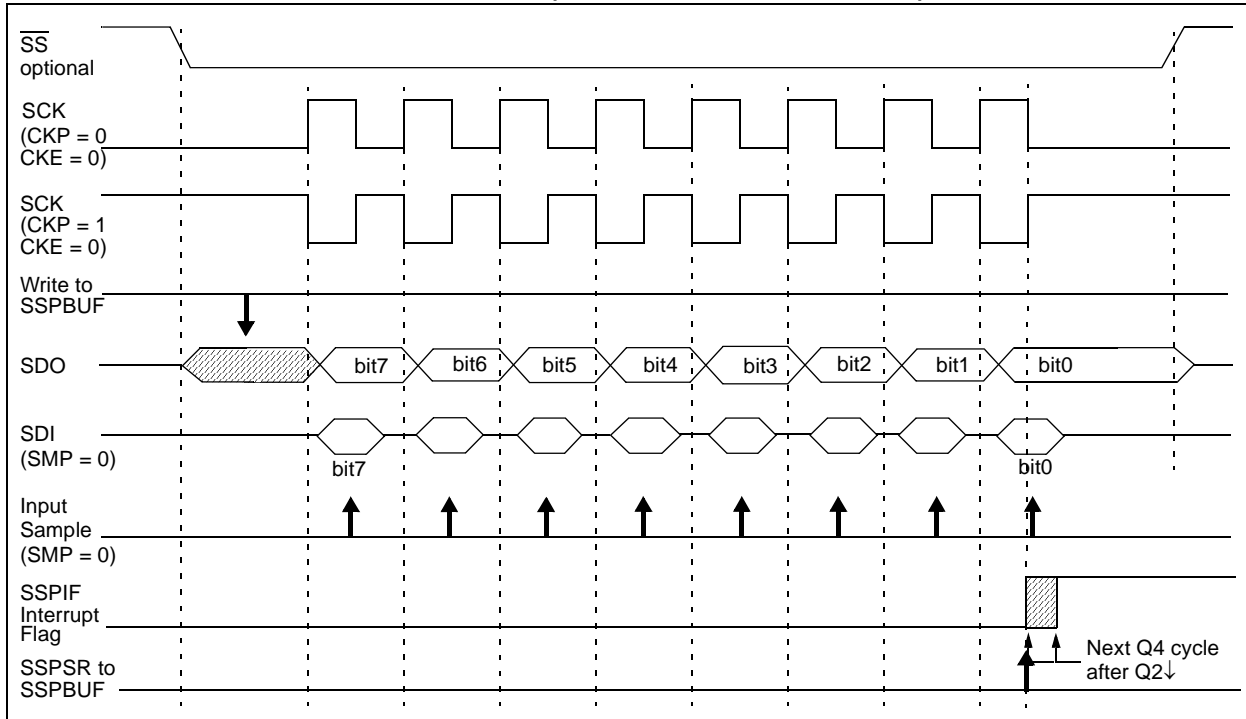 SS
optional
SCK
(CKP = 0
CKE = 0)
SCK
(CKP = 1
CKE = 0)
Write to
SSPBUF
SDO
bit7 bit6 bit5 bit4 bit3 bit2 bit1 bit0
SDI
(SMP = 0)
bit7 bit0
Input
Sample
(SMP = 0)
SSPIF
Interrupt
Flag
Next Q4 cycle
after Q2↓
SSPSR to
SSPBUF